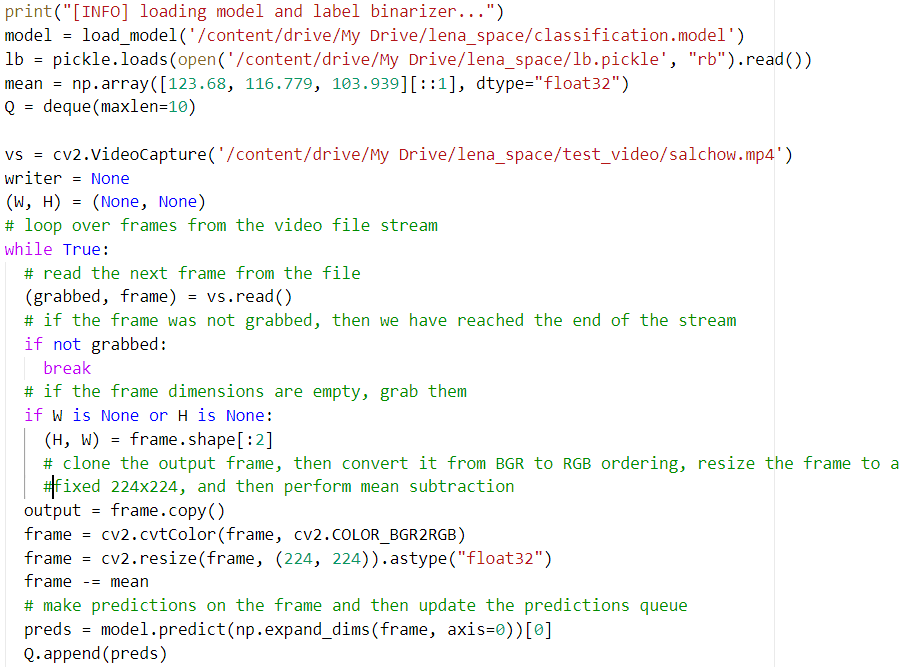 print("[INFO] loading model and label binarizer...")
model = load_model('/content/drive/My Drive/lena_space/classification.model')
lb = pickle.loads(open('/content/drive/My Drive/lena_space/lb.pickle', "rb").read())
mean = np.array([123.68, 116.779, 103.939][::1], dtype="float32")
Q = deque(maxlen=10)

vs = cv2.VideoCapture('/content/drive/My Drive/lena_space/test_video/salchow.mp4')
writer = None
(W, H) = (None, None)
# loop over frames from the video file stream
while True:
  # read the next frame from the file
  (grabbed, frame) = vs.read()
  # if the frame was not grabbed, then we have reached the end of the stream
  if not grabbed:
    break
  # if the frame dimensions are empty, grab them
  if W is None or H is None:
    (H, W) = frame.shape[:2]
    # clone the output frame, then convert it from BGR to RGB ordering, resize the frame to a
    #fixed 224x224, and then perform mean subtraction
  output = frame.copy()
  frame = cv2.cvtColor(frame, cv2.COLOR_BGR2RGB)
  frame = cv2.resize(frame, (224, 224)).astype("float32")
  frame -= mean
  # make predictions on the frame and then update the predictions queue
  preds = model.predict(np.expand_dims(frame, axis=0))[0]
  Q.append(preds)